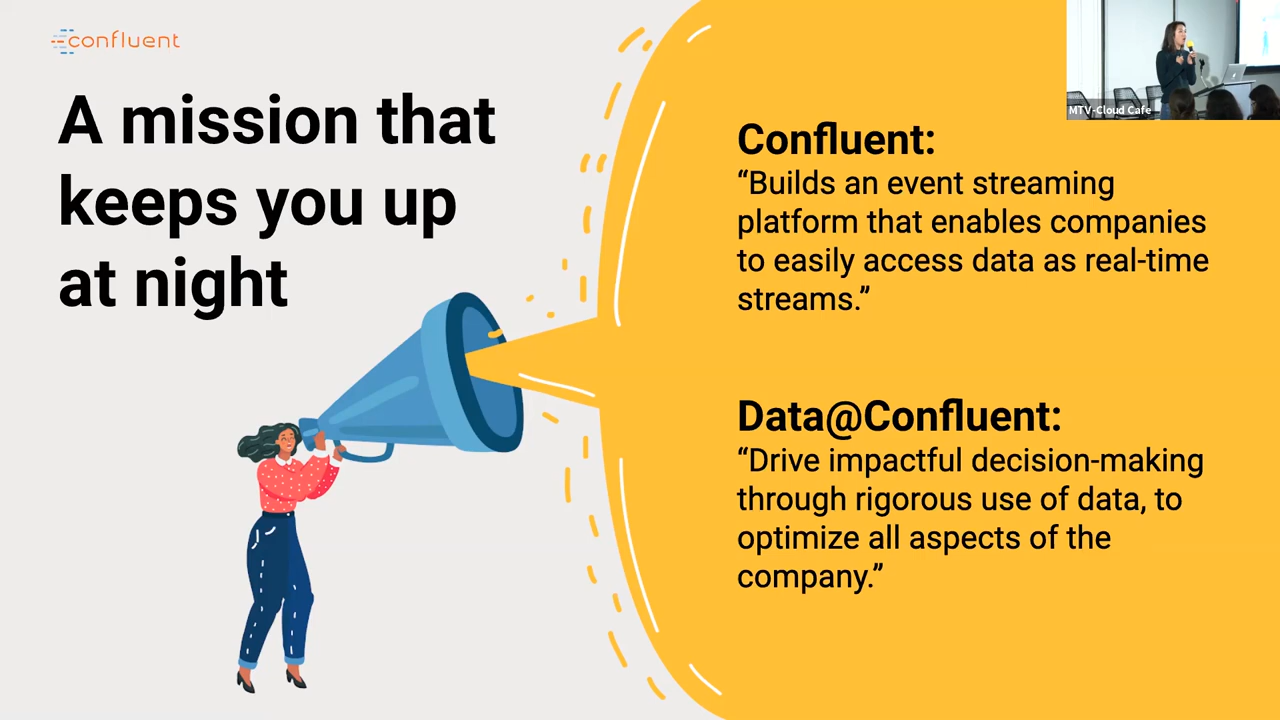 confluent
A mission that
keeps you up
at night
MTV-Cloud Cafe
Confluent:
“Builds an event streaming
platform that enables companies
to easily access data as real-time
streams.”
Data@Confluent:
“Drive impactful decision-making
through rigorous use of data, to
optimize all aspects of the
company.”